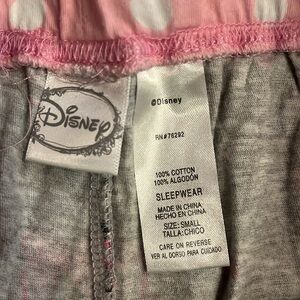 Disney
©Disney
RN#76292
100% COTTON
100% ALGODÓN
SLEEPWEAR
MADE IN CHINA
HECHO EN CHINA
SIZE: SMALL
TALLA: CHICO
CARE ON REVERSE
VER AL DORSO PARA CUIDADO